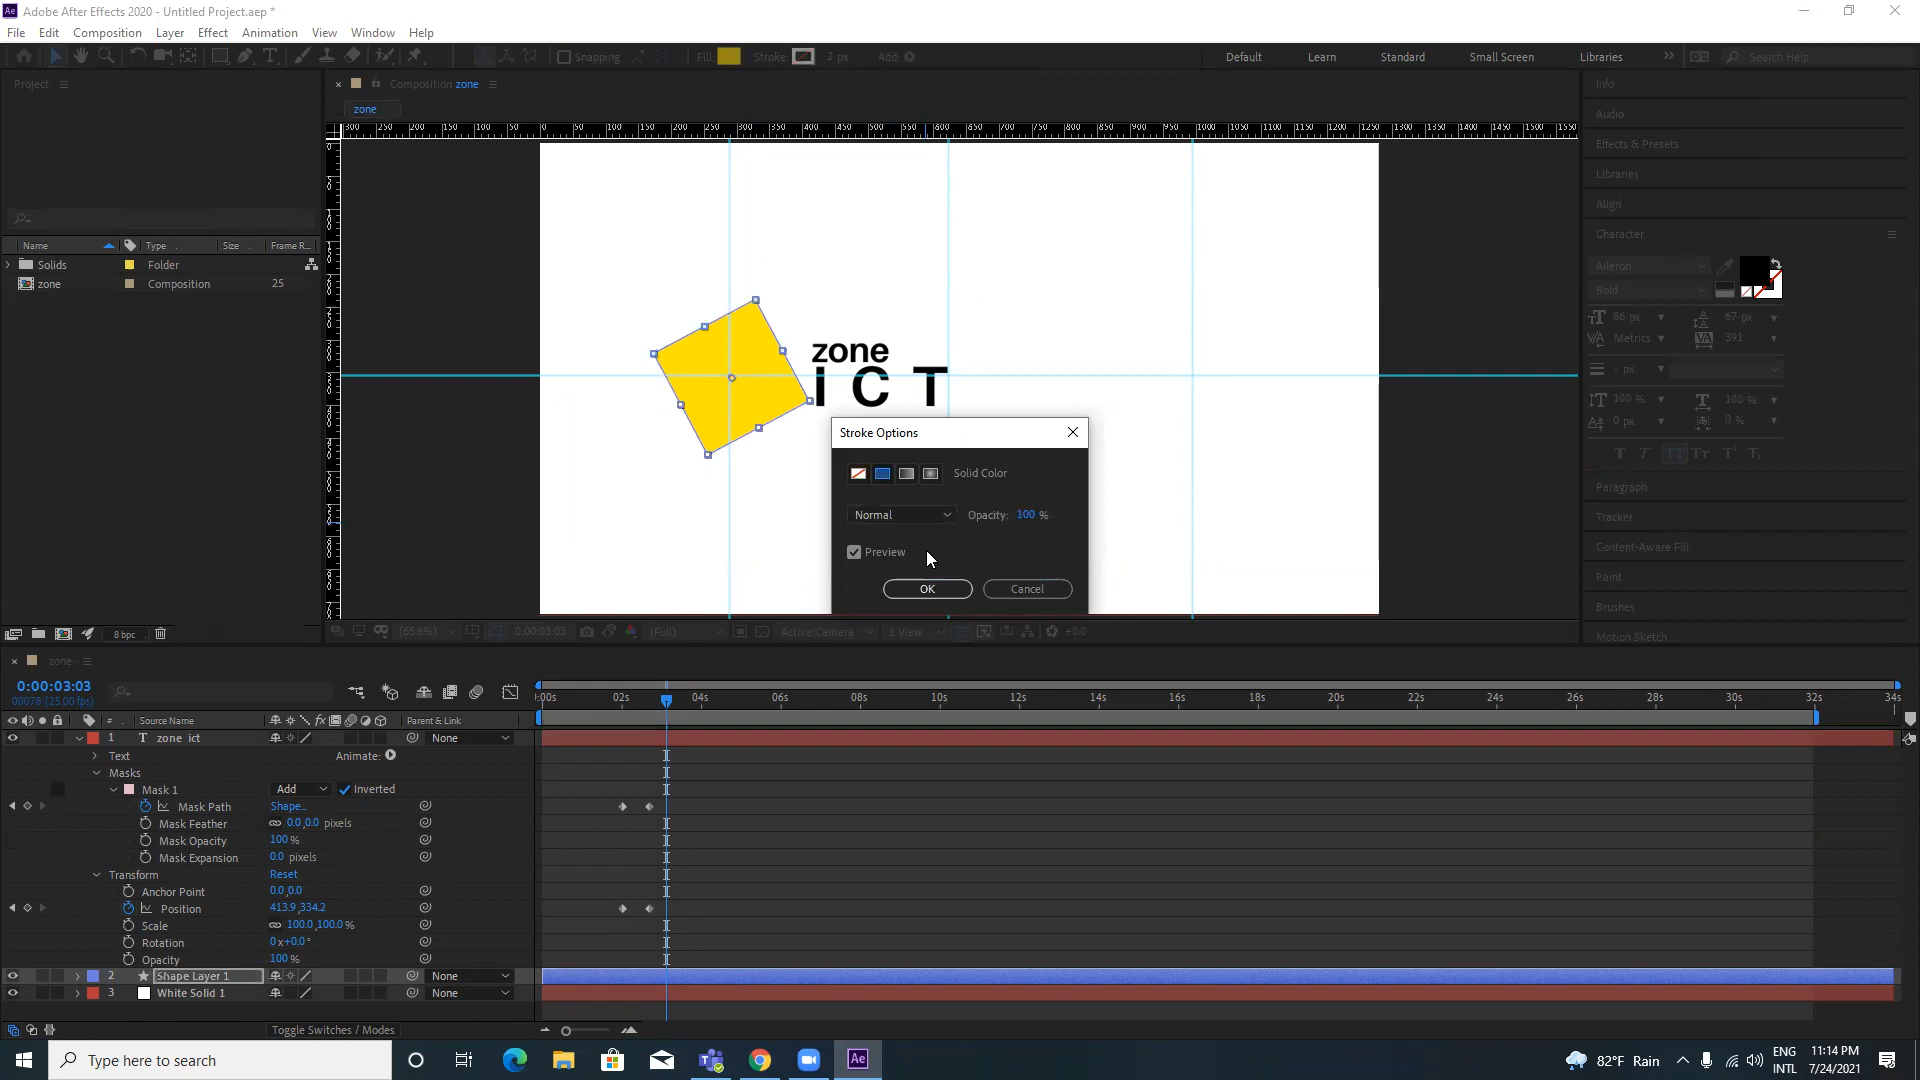 Adobe After Effects 2020 - Untitled Project.aep *
File Edit Composition Layer Effect Animation View Window Help
Snapping Fill: Stroke: 2 px Add: Default Learn Standard Small Screen Libraries Search Help
Project
Composition zone
zone
Name Type Size Frame R...
Solids Folder
zone Composition 25
8 bpc
zone
I C T
Stroke Options
Solid Color
Normal Opacity: 100 %
Preview
OK Cancel
(65.6%) 0:00:03:03 (Full) Active Camera 1 View +0.0
Info
Audio
Effects & Presets
Libraries
Align
Character
Aileron
Bold
86 px 67 px
Metrics 391
- px
100 % 100 %
0 px 0 %
Paragraph
Tracker
Content-Aware Fill
Paint
Brushes
Motion Sketch
zone
0:00:03:03
00078 (25.00 fps)
:00s 02s 04s 06s 08s 10s 12s 14s 16s 18s 20s 22s 24s 26s 28s 30s 32s 34s
# Source Name Parent & Link
1 T zone ict None
Text Animate:
Masks
Mask 1 Add Inverted
Mask Path Shape...
Mask Feather 0.0,0.0 pixels
Mask Opacity 100 %
Mask Expansion 0.0 pixels
Transform Reset
Anchor Point 0.0,0.0
Position 413.9,334.2
Scale 100.0,100.0 %
Rotation 0x+0.0°
Opacity 100 %
2 Shape Layer 1 None
3 White Solid 1 None
Toggle Switches / Modes
Type here to search
82°F Rain
ENG
INTL
11:14 PM
7/24/2021